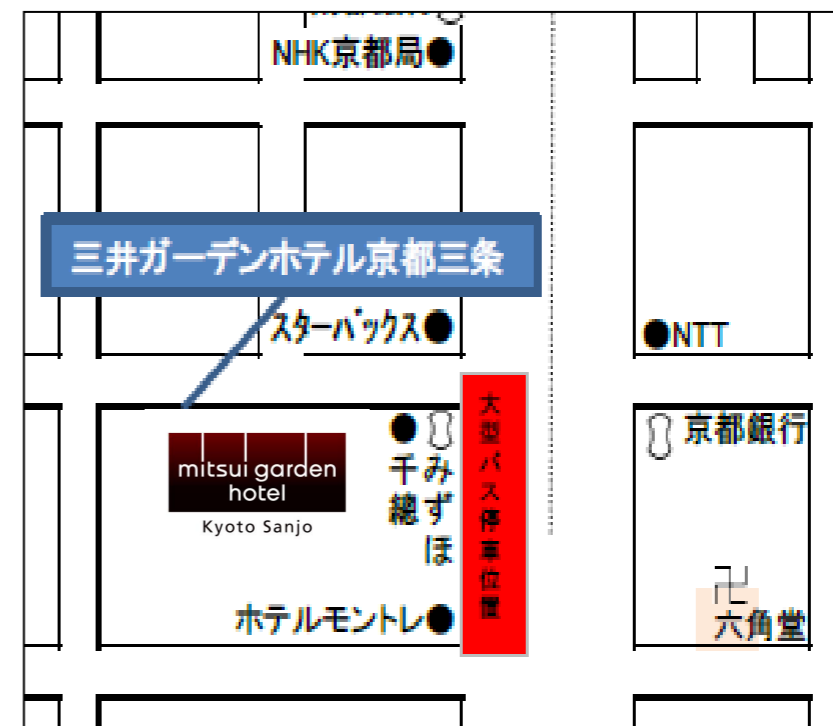 NHK京都局●
三井ガーデンホテル京都三条
スターバックス●
●NTT
大型バス停車位置
京都銀行
●千總
みずほ
mitsui garden
hotel
Kyoto Sanjo
ホテルモントレ●
卍
六角堂